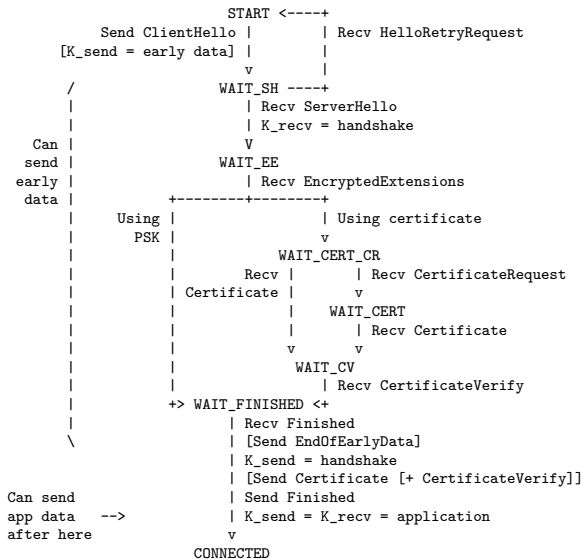 START <----+
Send ClientHello | | Recv HelloRetryRequest
[K_send = early data] | |
v |
/ WAIT_SH ----+
| | Recv ServerHello
| | K_recv = handshake
Can | V
send | WAIT_EE
early | | Recv EncryptedExtensions
data | +--------+--------+
| Using | | Using certificate
| PSK | v
| | WAIT_CERT_CR
| | Recv | | Recv CertificateRequest
| | Certificate | v
| | | WAIT_CERT
| | | | Recv Certificate
| | v v
| | WAIT_CV
| | | Recv CertificateVerify
| +> WAIT_FINISHED <+
| | Recv Finished
\ | [Send EndOfEarlyData]
| K_send = handshake
| [Send Certificate [+ CertificateVerify]]
Can send | Send Finished
app data --> | K_send = K_recv = application
after here v
CONNECTED